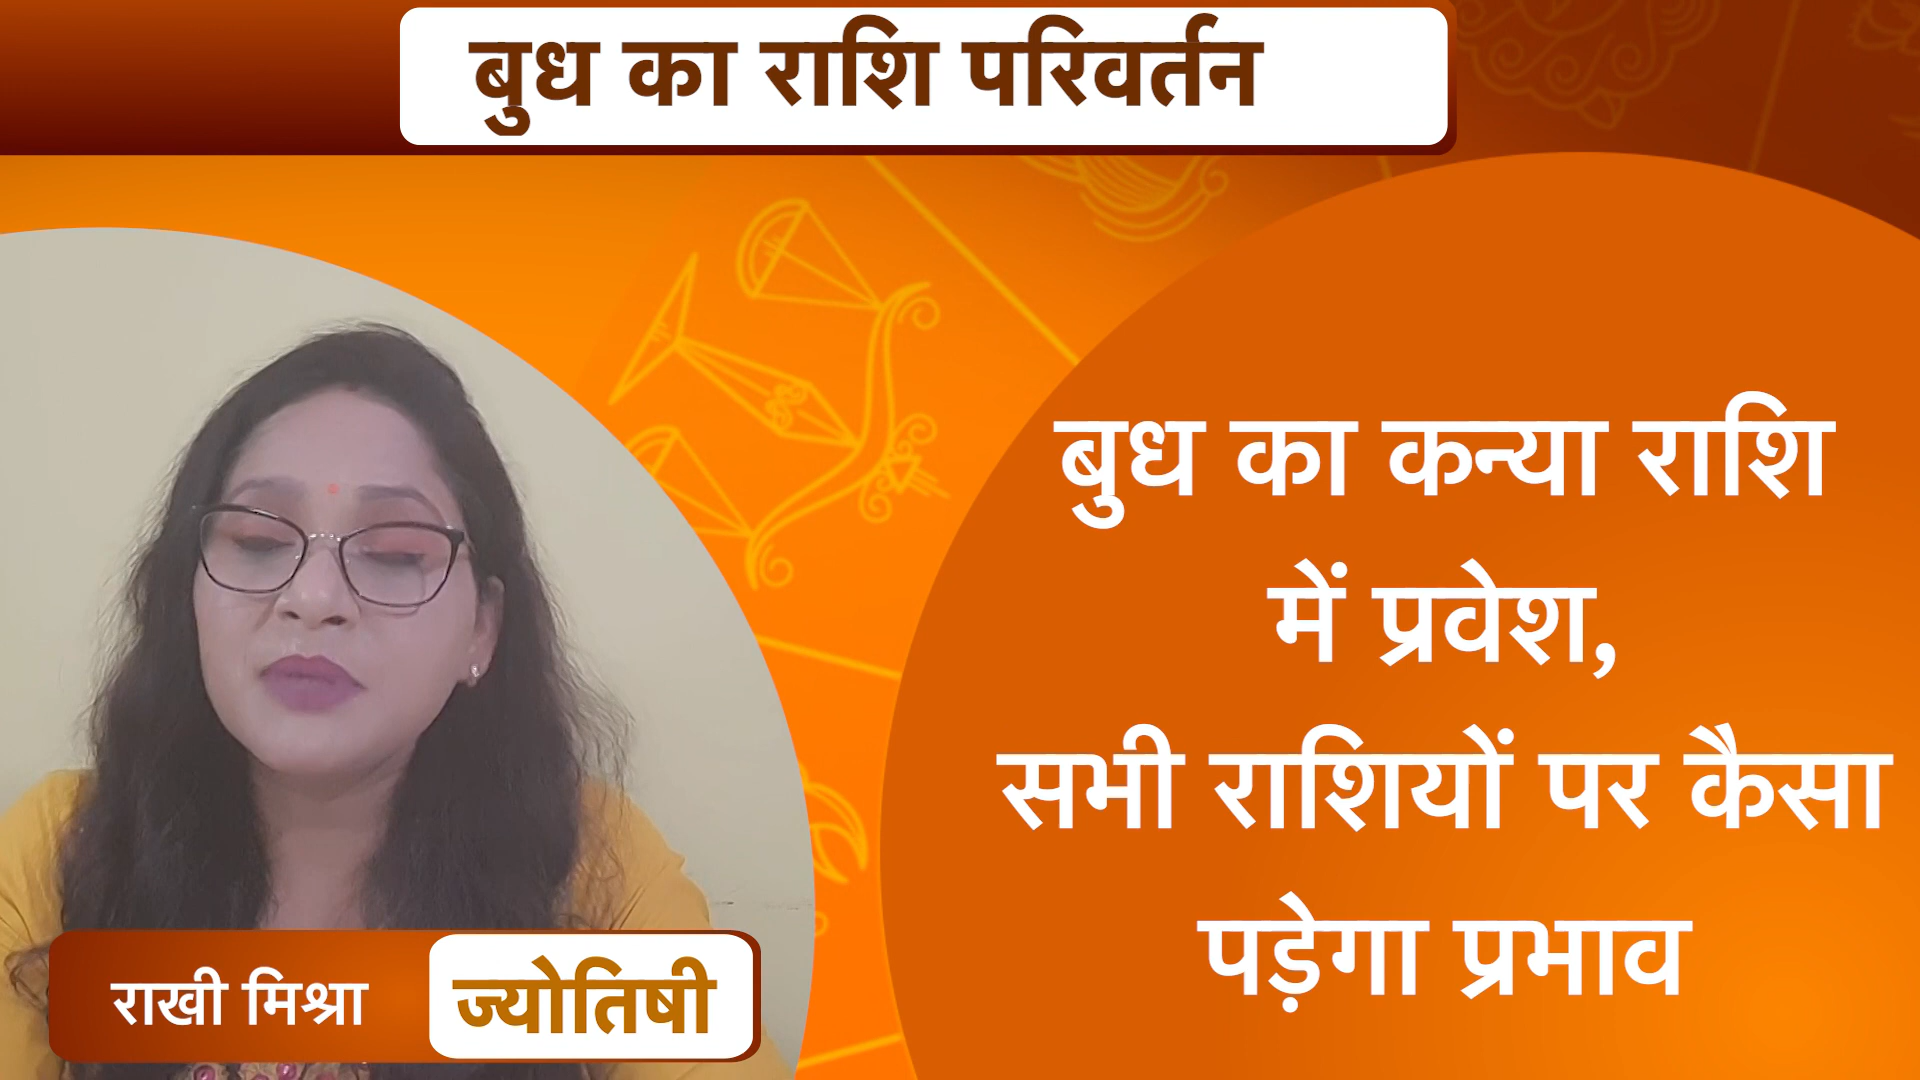 बुध का राशि परिवर्तन
बुध का कन्या राशि
में प्रवेश,
सभी राशियों पर कैसा
पड़ेगा प्रभाव
राखी मिश्रा
ज्योतिषी